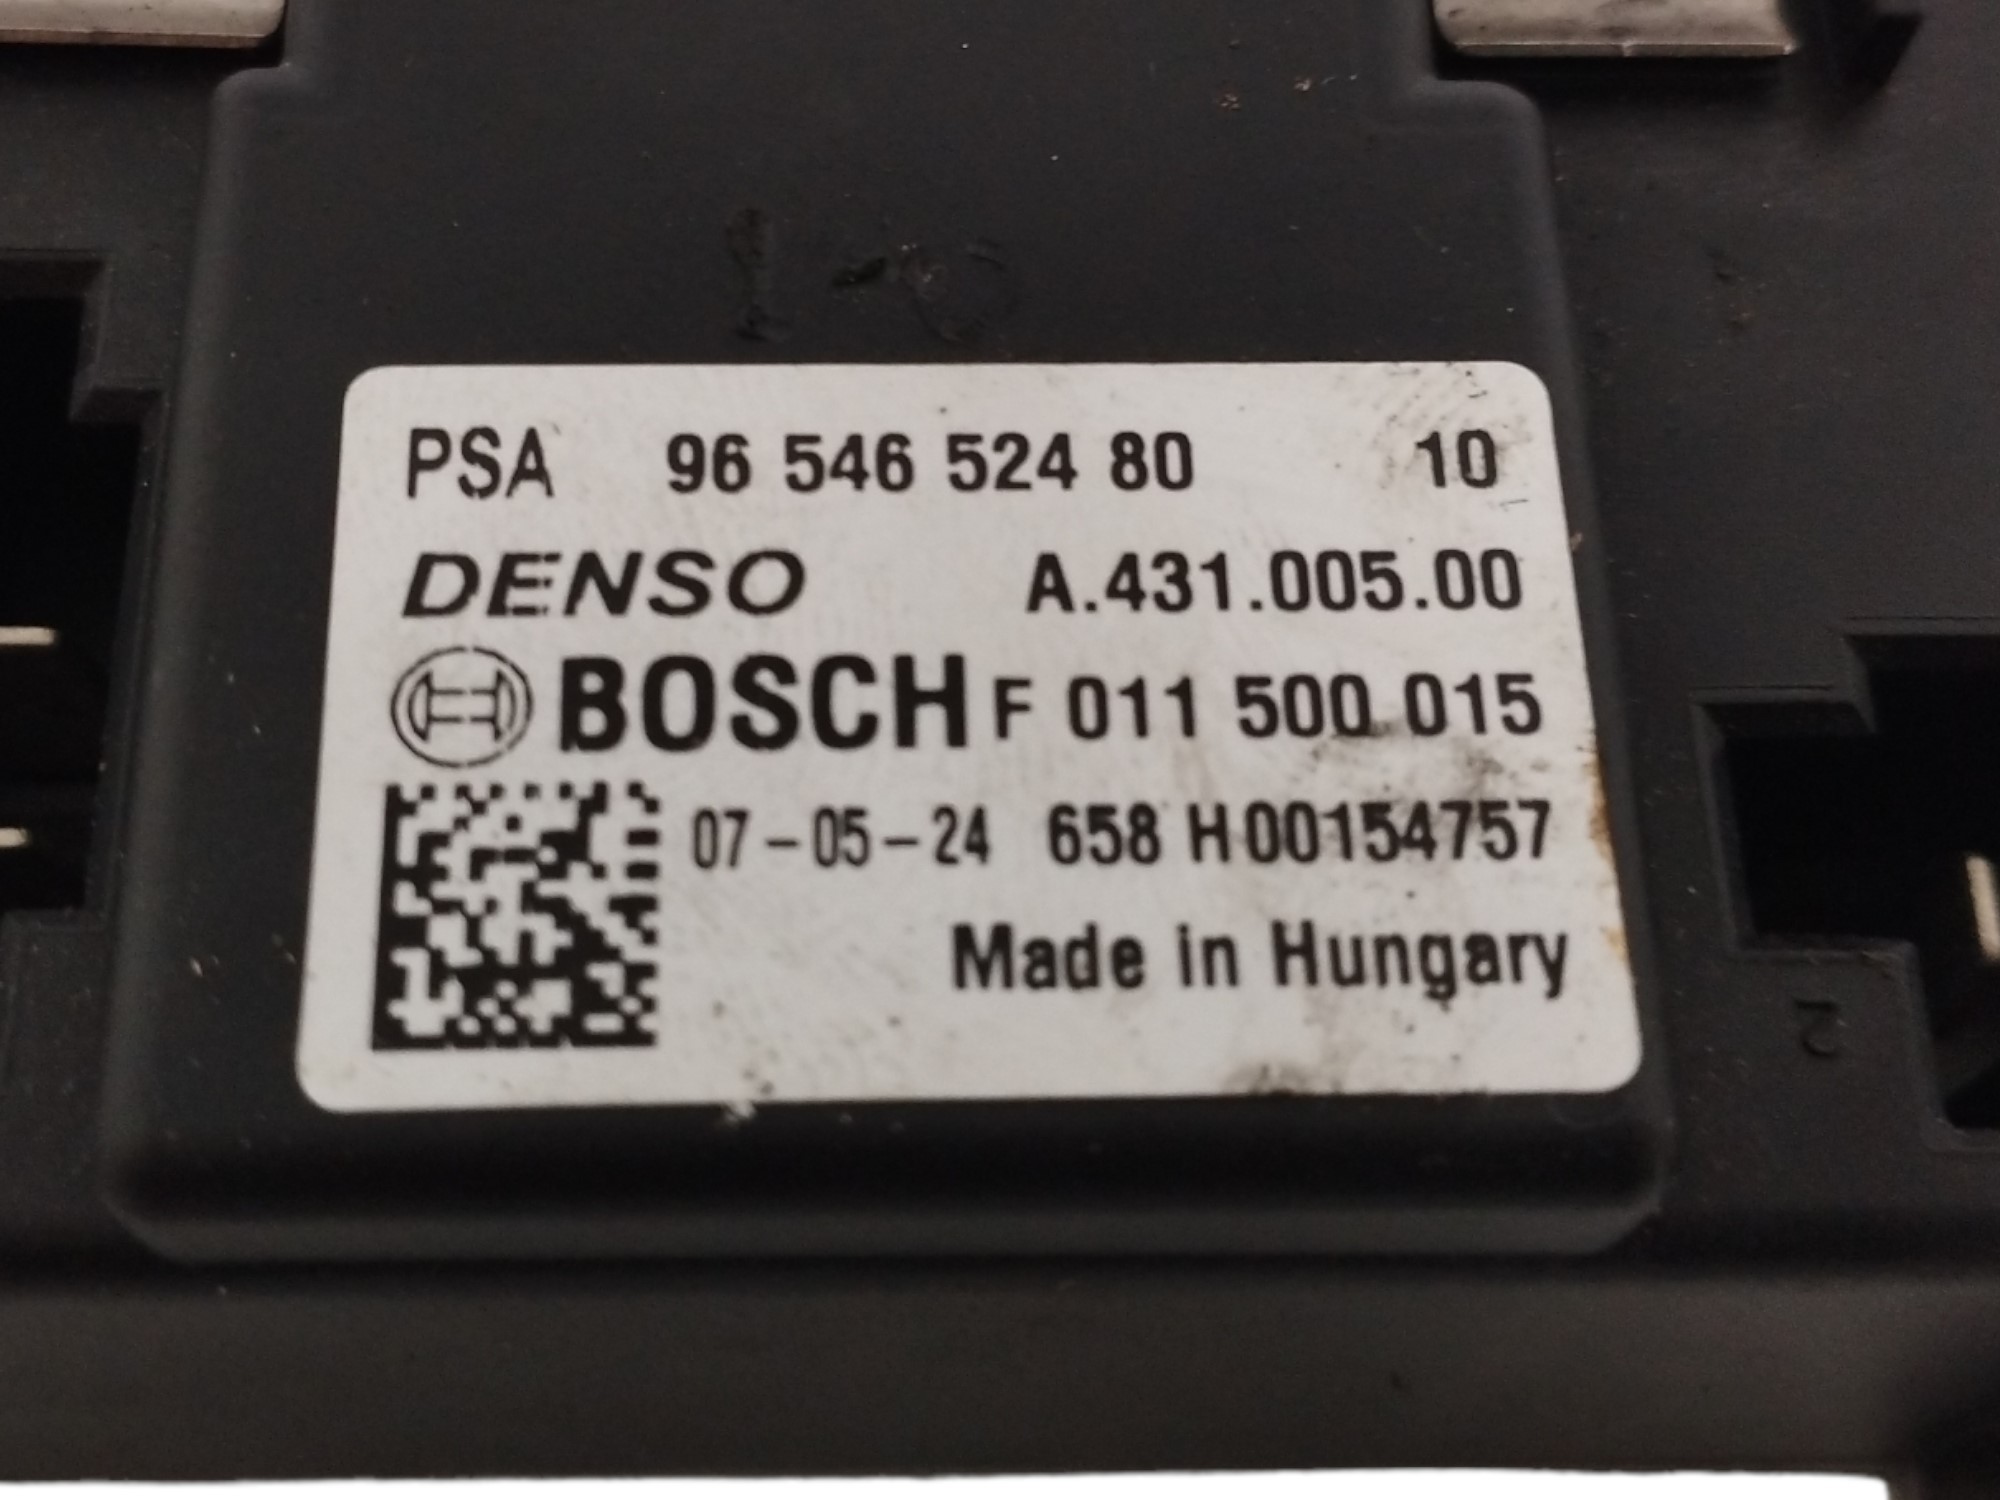 PSA 96 546 524 80 10
DENSO A.431.005.00
BOSCH F 011 500 015
07-05-24 658 H00154757
Made in Hungary
2